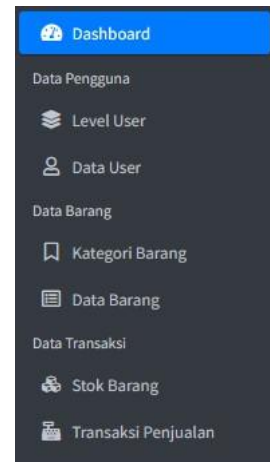 Dashboard
Data Pengguna
Level User
Data User
Data Barang
Kategori Barang
Data Barang
Data Transaksi
Stok Barang
Transaksi Penjualan